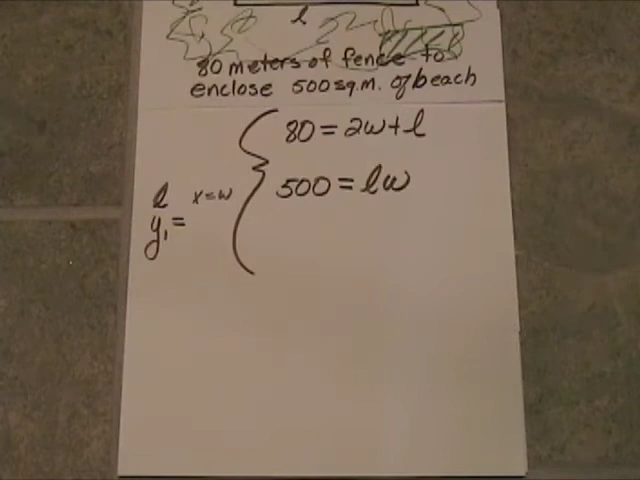 l
80 meters of fence to
enclose 500 sq.m. of beach
80 = 2w + l
500 = lw
l x = w
y₁ =